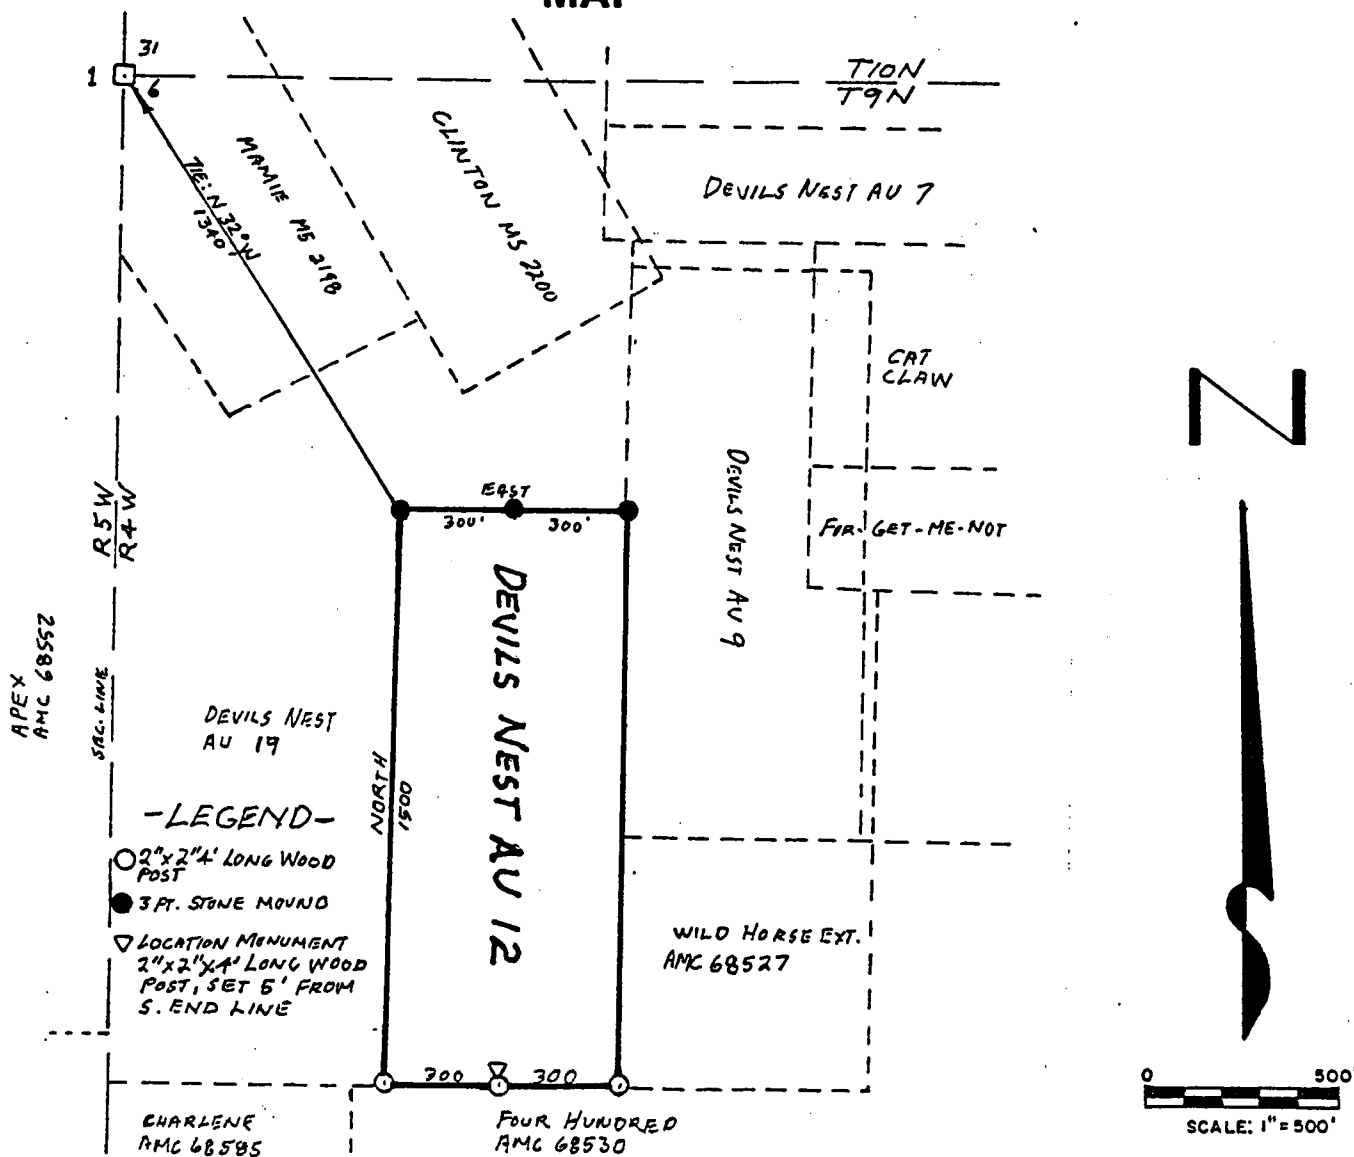 MAP
31
1
6
T10N
T9N
TIE: N 32° W
1340'
MAMIE MS 2198
CLINTON MS 2200
DEVILS NEST AU 7
CAT
CLAW
N
R5W
R4W
EAST
300'
300'
DEVILS NEST AU 9
FOR-GET-ME-NOT
APEX
AMC 68552
SEC. LINE
DEVILS NEST
AU 19
NORTH
1500
DEVILS NEST AU 12
-LEGEND-
2"x2"4' LONG WOOD
POST
3 PT. STONE MOUND
LOCATION MONUMENT
2"x2"x4' LONG WOOD
POST, SET 5' FROM
S. END LINE
WILD HORSE EXT.
AMC 68527
300
300
CHARLENE
AMC 68585
FOUR HUNDRED
AMC 68530
0
500'
SCALE: 1"=500'